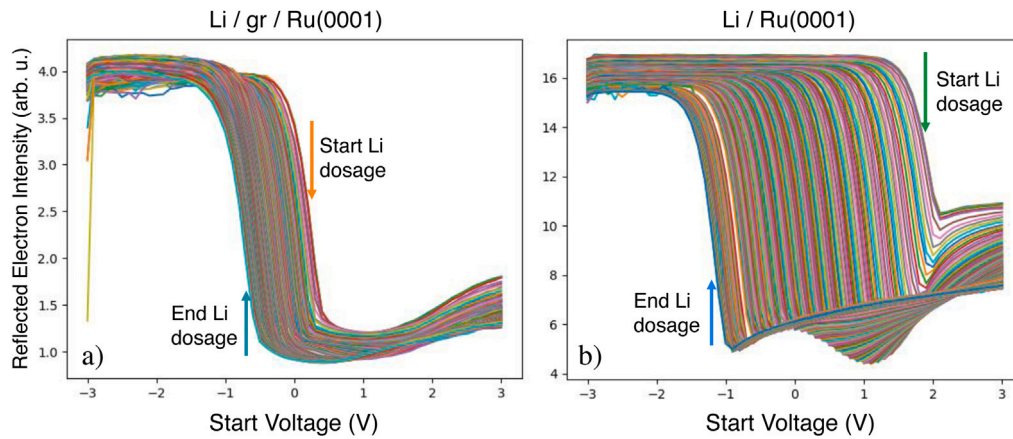 Li / gr / Ru(0001)
Reflected Electron Intensity (arb. u.)
4.0
3.5
3.0
2.5
2.0
1.5
1.0
Start Li
dosage
End Li
dosage
a)
−3
−2
−1
0
1
2
3
Start Voltage (V)
Li / Ru(0001)
16
14
12
10
8
6
4
Start Li
dosage
End Li
dosage
b)
−3
−2
−1
0
1
2
3
Start Voltage (V)